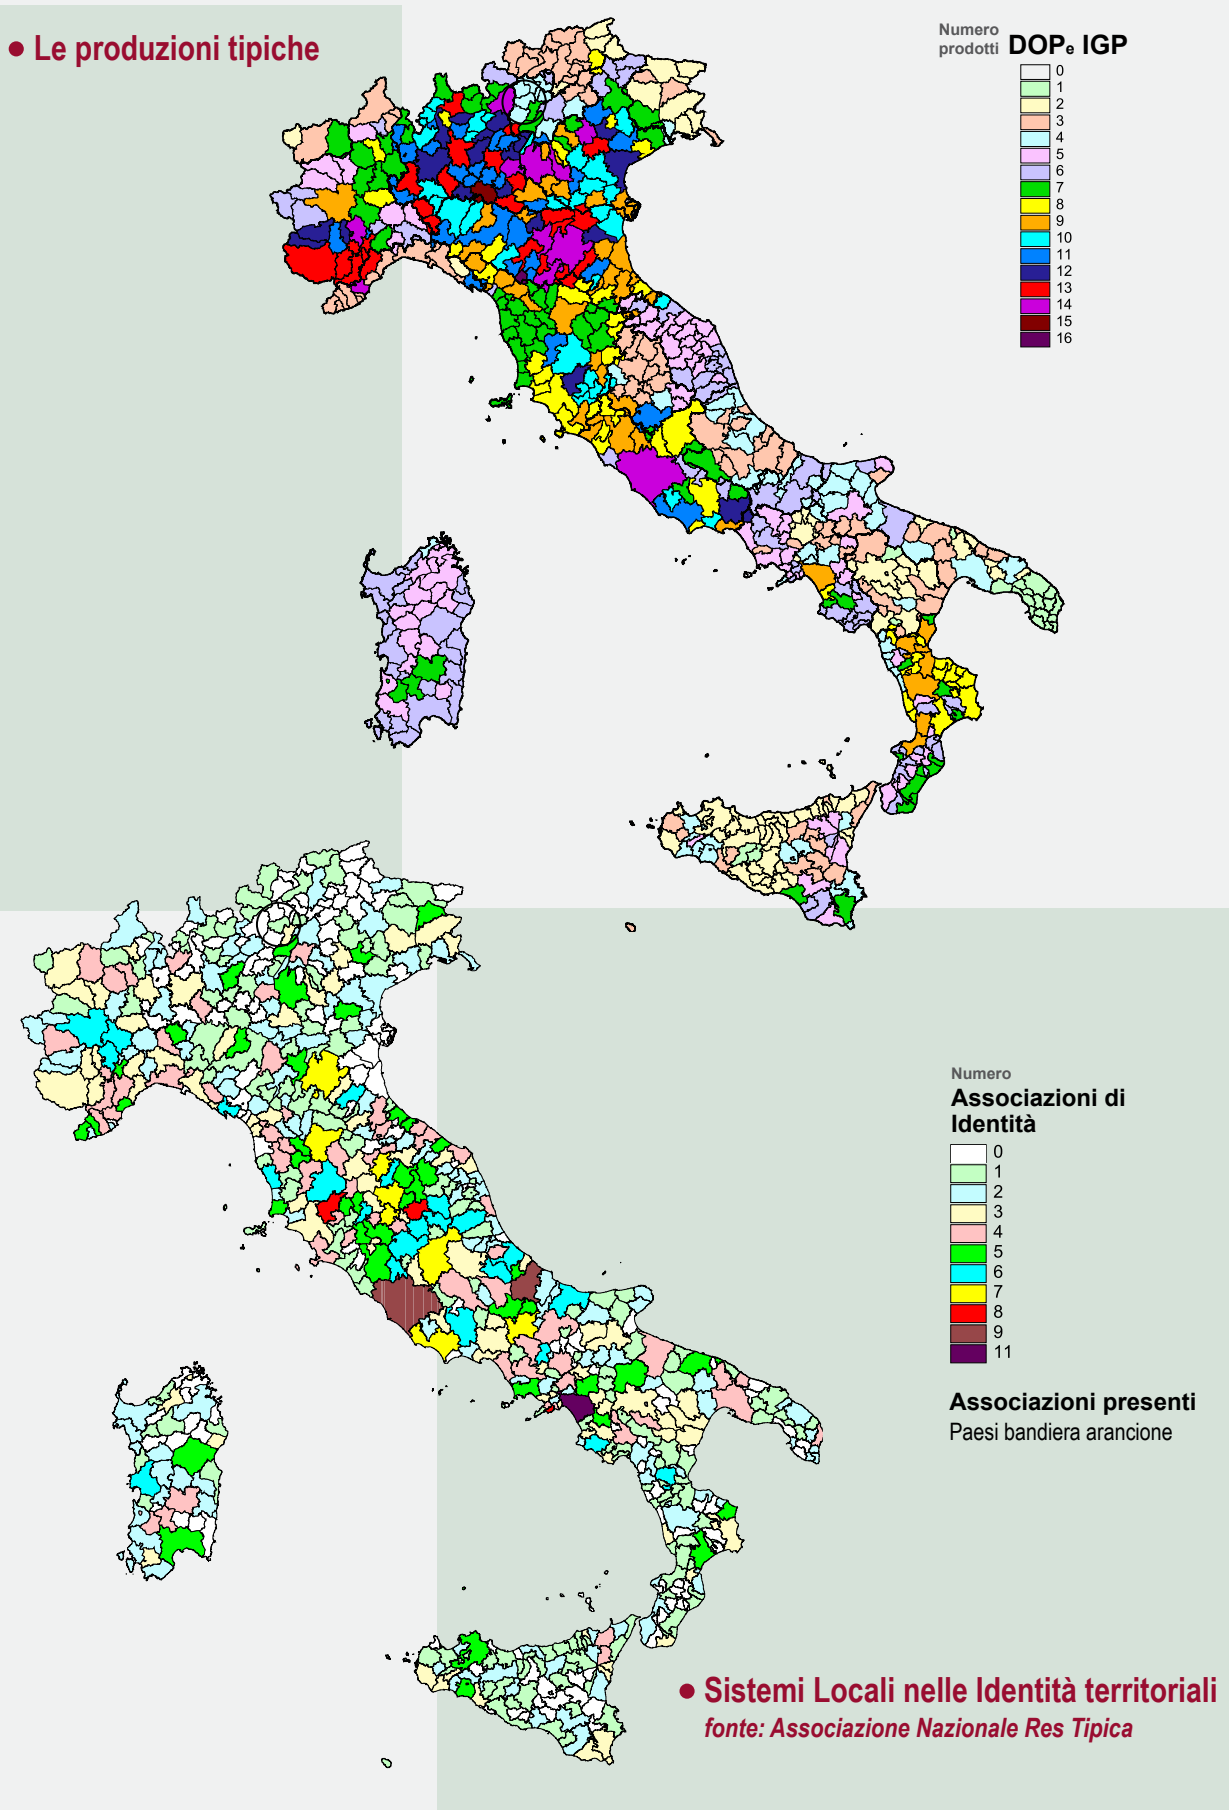 • Le produzioni tipiche
Numero
prodotti DOPe IGP
0
1
2
3
4
5
6
7
8
9
10
11
12
13
14
15
16
Numero
Associazioni di
Identità
0
1
2
3
4
5
6
7
8
9
11
Associazioni presenti
Paesi bandiera arancione
• Sistemi Locali nelle Identità territoriali
fonte: Associazione Nazionale Res Tipica